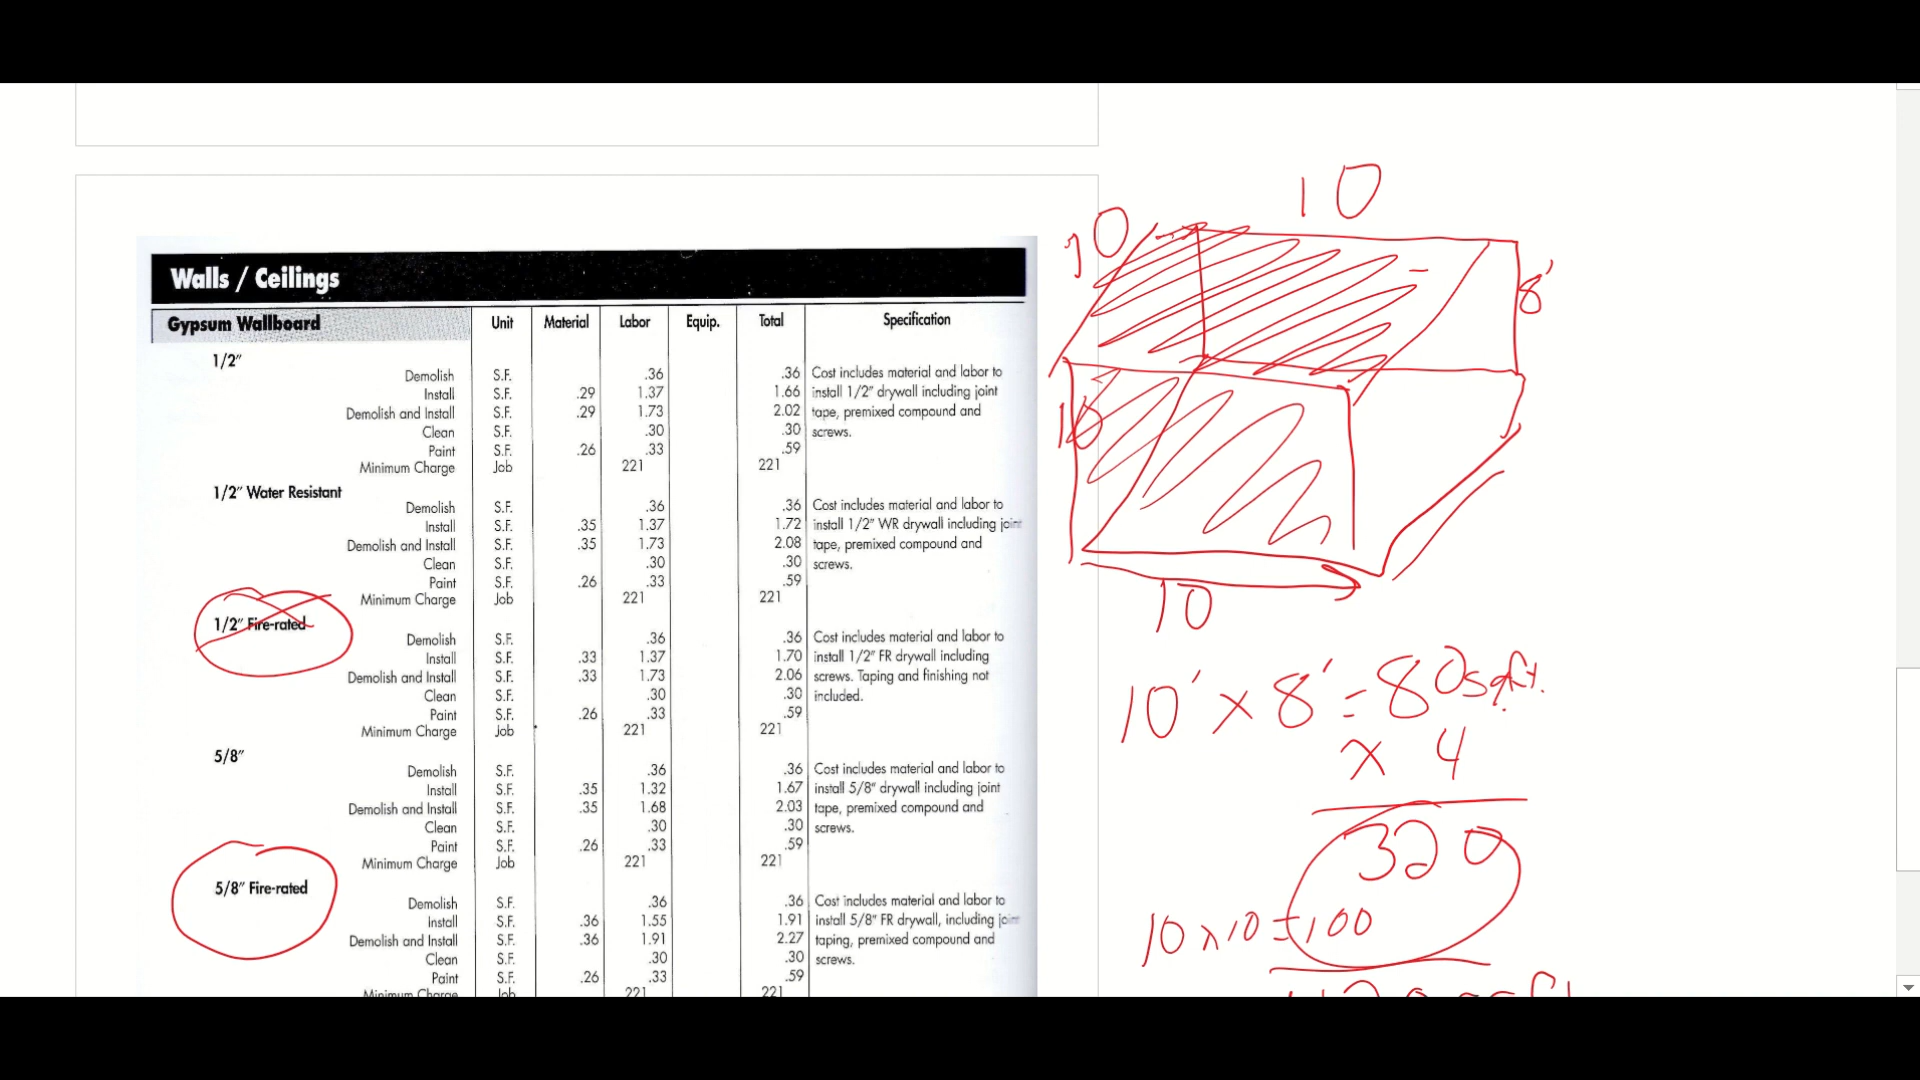 Walls / Ceilings
Gypsum Wallboard Unit Material Labor Equip. Total Specification
1/2"
Demolish S.F. .36 .36 Cost includes material and labor to
Install S.F. .29 1.37 1.66 install 1/2" drywall including joint
Demolish and Install S.F. .29 1.73 2.02 tape, premixed compound and
Clean S.F. .30 .30 screws.
Paint S.F. .26 .33 .59
Minimum Charge Job 221 221
1/2" Water Resistant
Demolish S.F. .36 .36 Cost includes material and labor to
Install S.F. .35 1.37 1.72 install 1/2" WR drywall including joint
Demolish and Install S.F. .35 1.73 2.08 tape, premixed compound and
Clean S.F. .30 .30 screws.
Paint S.F. .26 .33 .59
Minimum Charge Job 221 221
1/2" Fire-rated
Demolish S.F. .36 .36 Cost includes material and labor to
Install S.F. .33 1.37 1.70 install 1/2" FR drywall including
Demolish and Install S.F. .33 1.73 2.06 screws. Taping and finishing not
Clean S.F. .30 .30 included.
Paint S.F. .26 .33 .59
Minimum Charge Job 221 221
5/8"
Demolish S.F. .36 .36 Cost includes material and labor to
Install S.F. .35 1.32 1.67 install 5/8" drywall including joint
Demolish and Install S.F. .35 1.68 2.03 tape, premixed compound and
Clean S.F. .30 .30 screws.
Paint S.F. .26 .33 .59
Minimum Charge Job 221 221
5/8" Fire-rated
Demolish S.F. .36 .36 Cost includes material and labor to
Install S.F. .36 1.55 1.91 install 5/8" FR drywall, including joint
Demolish and Install S.F. .36 1.91 2.27 taping, premixed compound and
Clean S.F. .30 .30 screws.
Paint S.F. .26 .33 .59
Minimum Charge Job 221 221
10
10
8'
10
10
10' x 8' = 80 sqft.
x 4
320
10 x 10 = 100